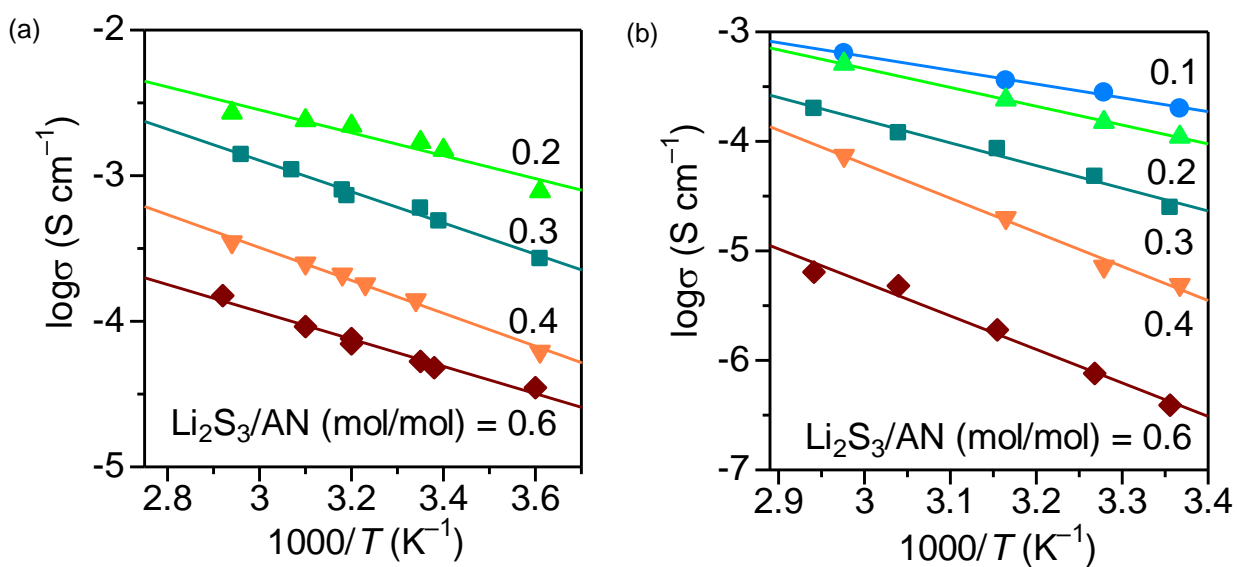 (a)
logσ (S cm⁻¹)
-2
-3
-4
-5
0.2
0.3
0.4
Li₂S₃/AN (mol/mol) = 0.6
2.8 3 3.2 3.4 3.6
1000/T (K⁻¹)
(b)
logσ (S cm⁻¹)
-3
-4
-5
-6
-7
0.1
0.2
0.3
0.4
Li₂S₃/AN (mol/mol) = 0.6
2.9 3 3.1 3.2 3.3 3.4
1000/T (K⁻¹)